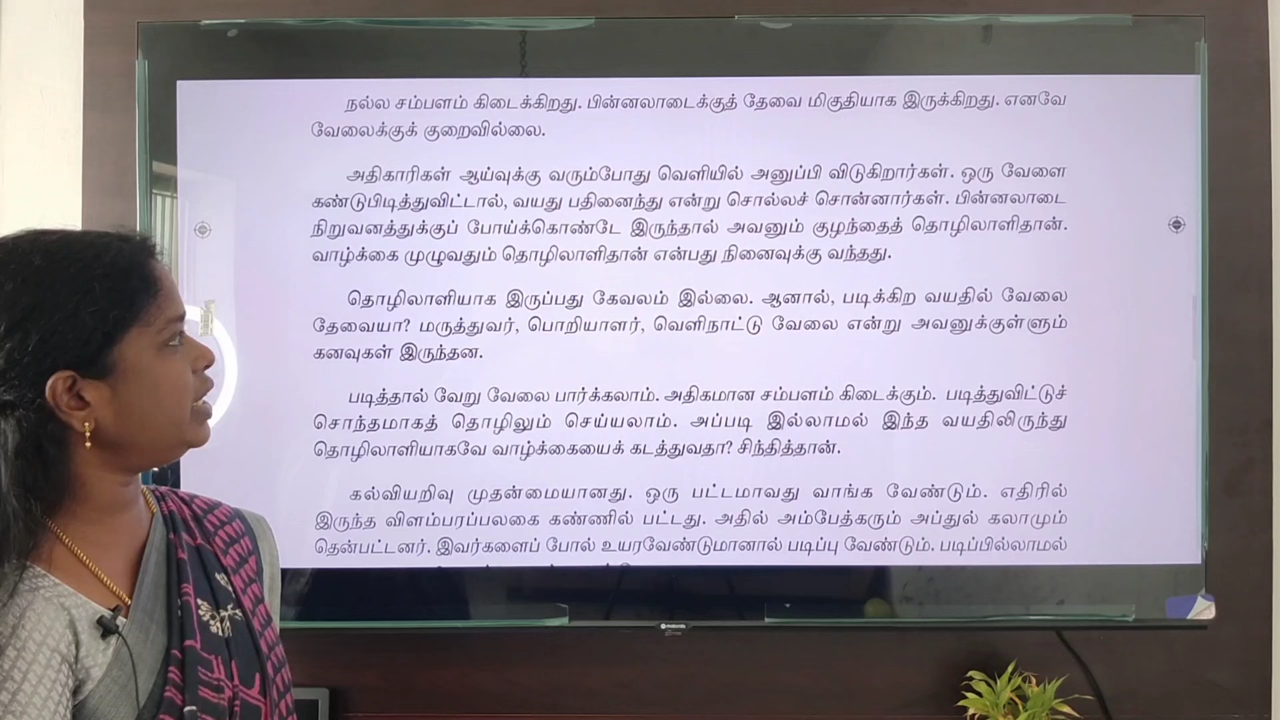 நல்ல சம்பளம் கிடைக்கிறது. பின்னலாடைக்குத் தேவை மிகுதியாக இருக்கிறது. எனவே
வேலைக்குக் குறைவில்லை.
அதிகாரிகள் ஆய்வுக்கு வரும்போது வெளியில் அனுப்பி விடுகிறார்கள். ஒரு வேளை
கண்டுபிடித்துவிட்டால், வயது பதினைந்து என்று சொல்லச் சொன்னார்கள். பின்னலாடை
நிறுவனத்துக்குப் போய்க்கொண்டே இருந்தால் அவனும் குழந்தைத் தொழிலாளிதான்.
வாழ்க்கை முழுவதும் தொழிலாளிதான் என்பது நினைவுக்கு வந்தது.
தொழிலாளியாக இருப்பது கேவலம் இல்லை. ஆனால், படிக்கிற வயதில் வேலை
தேவையா? மருத்துவர், பொறியாளர், வெளிநாட்டு வேலை என்று அவனுக்குள்ளும்
கனவுகள் இருந்தன.
படித்தால் வேறு வேலை பார்க்கலாம். அதிகமான சம்பளம் கிடைக்கும். படித்துவிட்டுச்
சொந்தமாகத் தொழிலும் செய்யலாம். அப்படி இல்லாமல் இந்த வயதிலிருந்து
தொழிலாளியாகவே வாழ்க்கையைக் கடத்துவதா? சிந்தித்தான்.
கல்வியறிவு முதன்மையானது. ஒரு பட்டமாவது வாங்க வேண்டும். எதிரில்
இருந்த விளம்பரப்பலகை கண்ணில் பட்டது. அதில் அம்பேத்கரும் அப்துல் கலாமும்
தென்பட்டனர். இவர்களைப் போல் உயரவேண்டுமானால் படிப்பு வேண்டும். படிப்பில்லாமல்
motorola